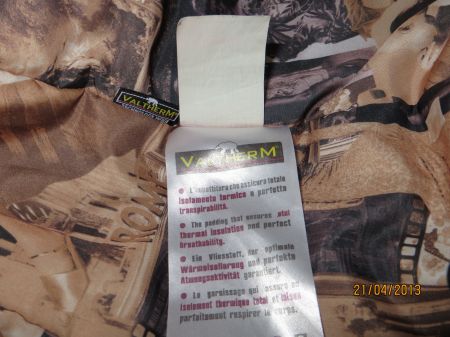 VALTHERM
VALTHERM
L'imbottitura che assicura totale
isolamento termico e perfetta
traspirabilità.
The padding that ensures total
thermal insulation and perfect
breathability.
Ein Vliesstoff, der optimale
Wärmeisolierung und perfekte
Atmungsaktivität garantiert.
Le garnissage qui assure un
isolement thermique total et laisse
parfaitement respirer le corps.
21/04/2013